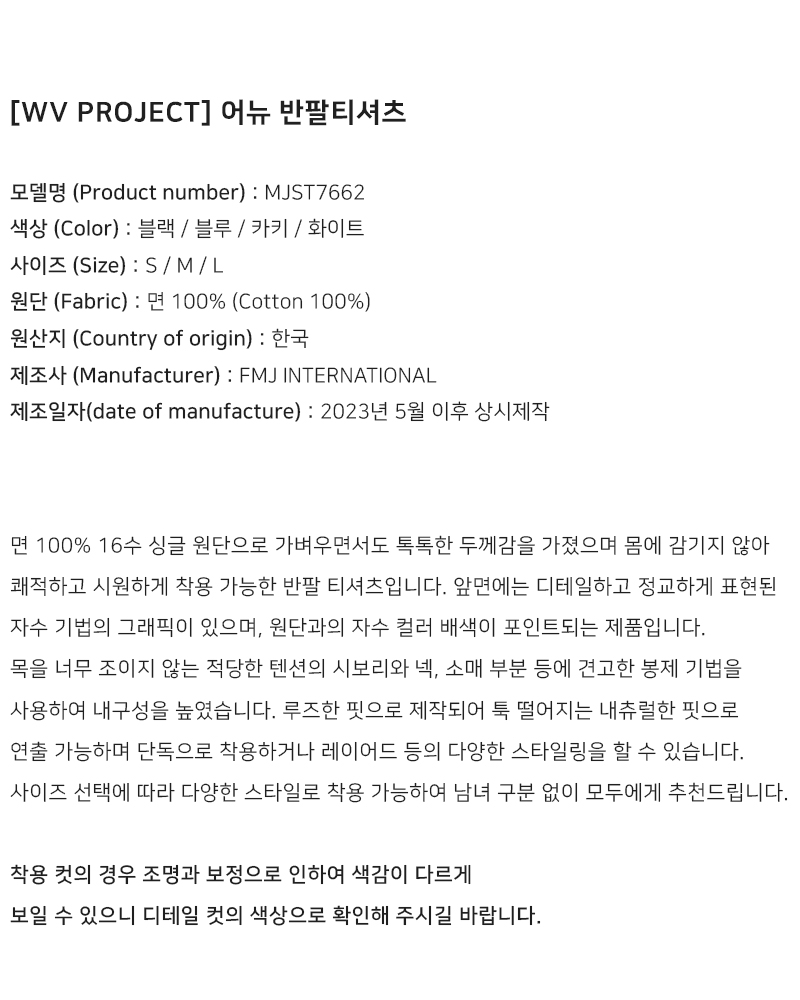 [WV PROJECT] 어뉴 반팔티셔츠
모델명 (Product number) : MJST7662
색상 (Color) : 블랙 / 블루 / 카키 / 화이트
사이즈 (Size) : S / M / L
원단 (Fabric) : 면 100% (Cotton 100%)
원산지 (Country of origin) : 한국
제조사 (Manufacturer) : FMJ INTERNATIONAL
제조일자(date of manufacture) : 2023년 5월 이후 상시제작
면 100% 16수 싱글 원단으로 가벼우면서도 톡톡한 두께감을 가졌으며 몸에 감기지 않아
쾌적하고 시원하게 착용 가능한 반팔 티셔츠입니다. 앞면에는 디테일하고 정교하게 표현된
자수 기법의 그래픽이 있으며, 원단과의 자수 컬러 배색이 포인트되는 제품입니다.
목을 너무 조이지 않는 적당한 텐션의 시보리와 넥, 소매 부분 등에 견고한 봉제 기법을
사용하여 내구성을 높였습니다. 루즈한 핏으로 제작되어 툭 떨어지는 내츄럴한 핏으로
연출 가능하며 단독으로 착용하거나 레이어드 등의 다양한 스타일링을 할 수 있습니다.
사이즈 선택에 따라 다양한 스타일로 착용 가능하여 남녀 구분 없이 모두에게 추천드립니다.
착용 컷의 경우 조명과 보정으로 인하여 색감이 다르게
보일 수 있으니 디테일 컷의 색상으로 확인해 주시길 바랍니다.